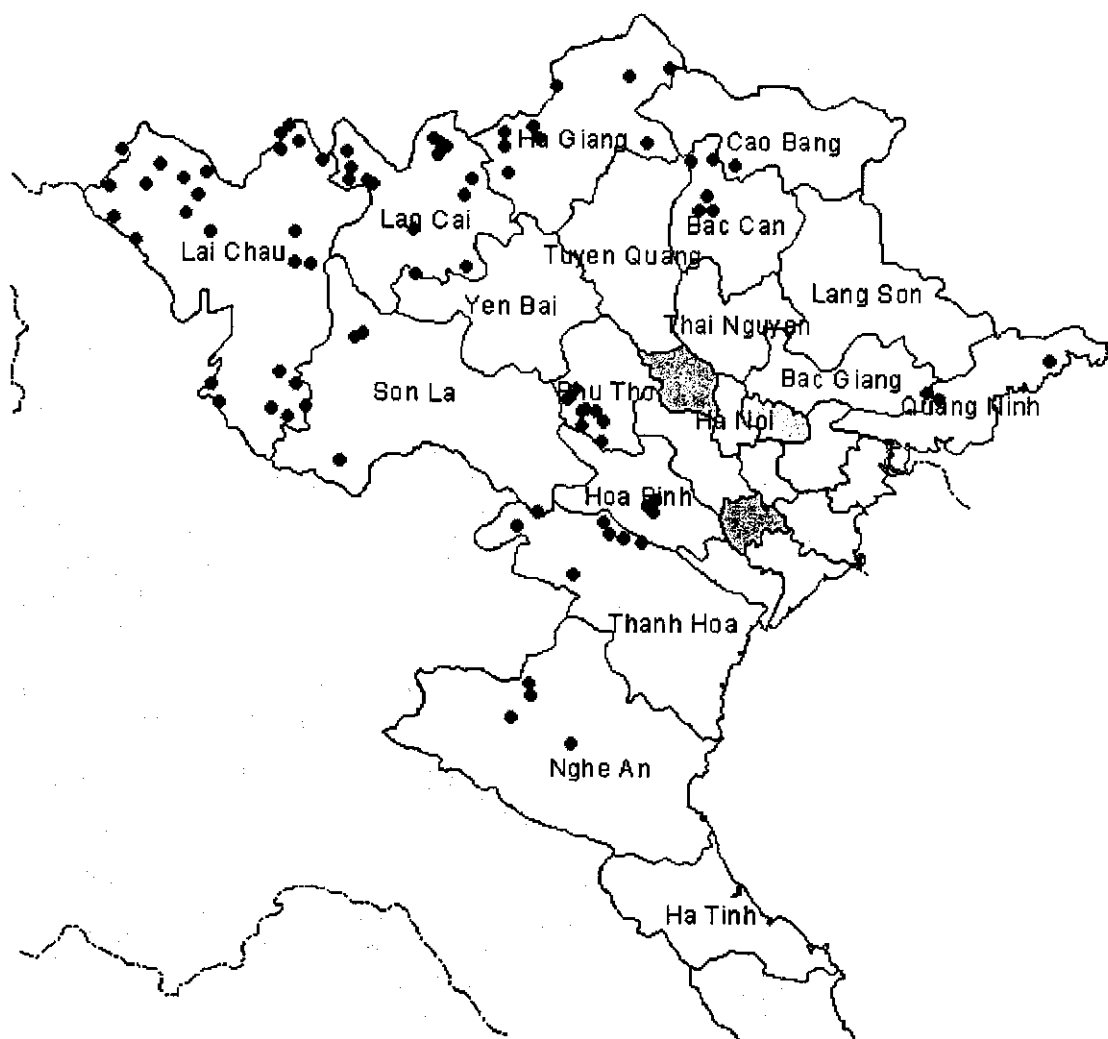 Ha Giang
Cao Bang
Lao Cai
Bac Can
Lai Chau
Tuyen Quang
Lang Son
Yen Bai
Thai Nguyen
Bac Giang
Son La
Phu Tho
Quang Ninh
Ha Noi
Hoa Binh
Thanh Hoa
Nghe An
Ha Tinh